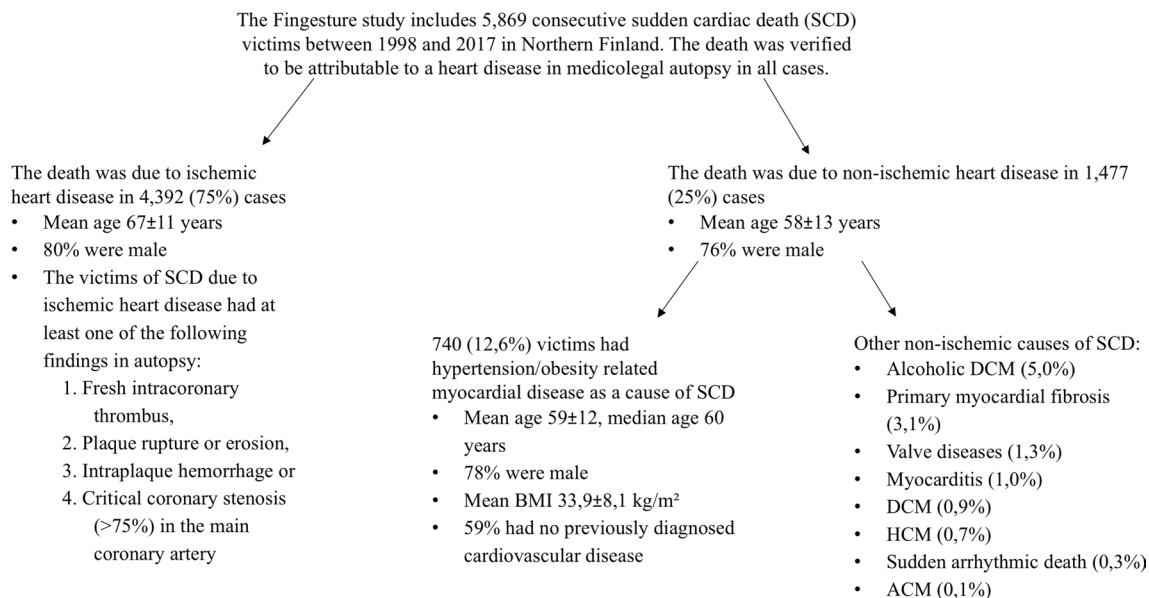 The Fingesture study includes 5,869 consecutive sudden cardiac death (SCD)
victims between 1998 and 2017 in Northern Finland. The death was verified
to be attributable to a heart disease in medicolegal autopsy in all cases.
The death was due to ischemic
heart disease in 4,392 (75%) cases
• Mean age 67±11 years
• 80% were male
• The victims of SCD due to
ischemic heart disease had at
least one of the following
findings in autopsy:
1. Fresh intracoronary
thrombus,
2. Plaque rupture or erosion,
3. Intraplaque hemorrhage or
4. Critical coronary stenosis
(>75%) in the main
coronary artery
The death was due to non-ischemic heart disease in 1,477
(25%) cases
• Mean age 58±13 years
• 76% were male
740 (12,6%) victims had
hypertension/obesity related
myocardial disease as a cause of SCD
• Mean age 59±12, median age 60
years
• 78% were male
• Mean BMI 33,9±8,1 kg/m²
• 59% had no previously diagnosed
cardiovascular disease
Other non-ischemic causes of SCD:
• Alcoholic DCM (5,0%)
• Primary myocardial fibrosis
(3,1%)
• Valve diseases (1,3%)
• Myocarditis (1,0%)
• DCM (0,9%)
• HCM (0,7%)
• Sudden arrhythmic death (0,3%)
• ACM (0,1%)